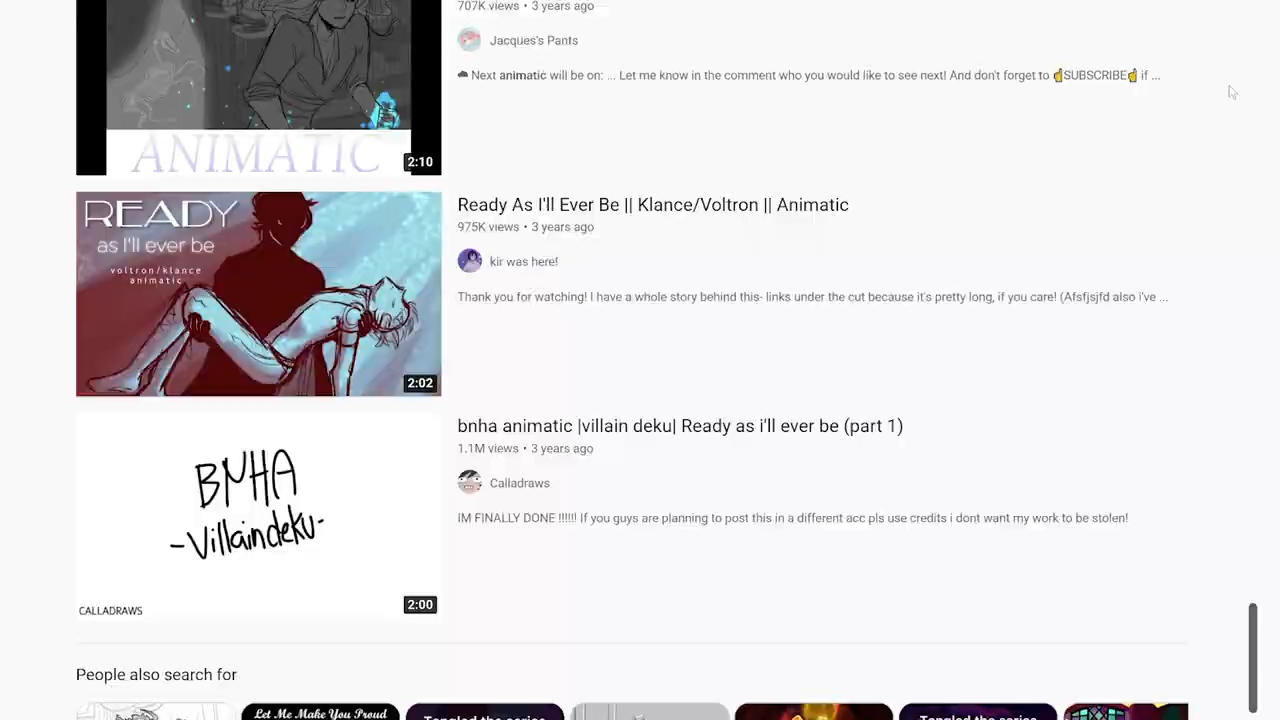 707K views • 3 years ago
Jacques's Pants
Next animatic will be on: ... Let me know in the comment who you would like to see next! And don't forget to ☝SUBSCRIBE☝ if ...
ANIMATIC
2:10
READY
as I'll ever be
voltron/klance
animatic
2:02
Ready As I'll Ever Be || Klance/Voltron || Animatic
975K views • 3 years ago
kir was here!
Thank you for watching! I have a whole story behind this- links under the cut because it's pretty long, if you care! (Afsfjsjfd also i've ...
BNHA
-Villaindeku-
CALLADRAWS
2:00
bnha animatic |villain deku| Ready as i'll ever be (part 1)
1.1M views • 3 years ago
Calladraws
IM FINALLY DONE !!!!!! If you guys are planning to post this in a different acc pls use credits i dont want my work to be stolen!
People also search for
Let Me Make You Proud
Tangled the series
Tangled the series